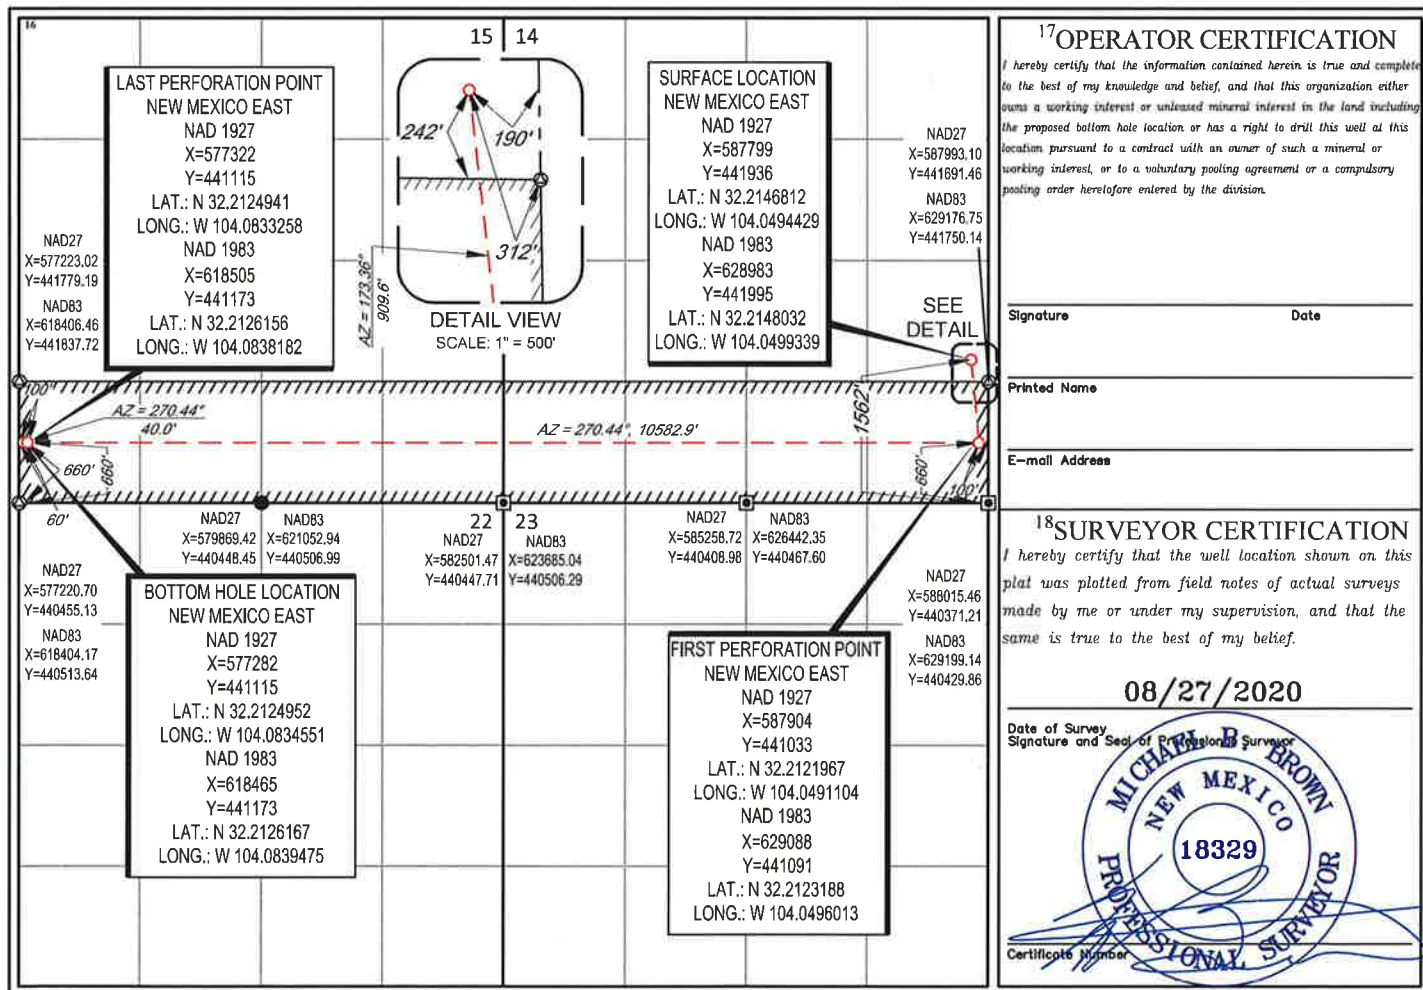 16
15 14
LAST PERFORATION POINT
NEW MEXICO EAST
NAD 1927
X=577322
Y=441115
LAT.: N 32.2124941
LONG.: W 104.0833258
NAD 1983
X=618505
Y=441173
LAT.: N 32.2126156
LONG.: W 104.0838182
NAD27
X=577223.02
Y=441779.19
NAD83
X=618406.46
Y=441837.72
242'
190'
312'
AZ = 173.36°
909.6'
DETAIL VIEW
SCALE: 1" = 500'
SURFACE LOCATION
NEW MEXICO EAST
NAD 1927
X=587799
Y=441936
LAT.: N 32.2146812
LONG.: W 104.0494429
NAD 1983
X=628983
Y=441995
LAT.: N 32.2148032
LONG.: W 104.0499339
NAD27
X=587993.10
Y=441691.46
NAD83
X=629176.75
Y=441750.14
SEE
DETAIL
100'
AZ = 270.44°
40.0'
AZ = 270.44°, 10582.9'
1562'
660'
660'
660'
100'
60'
NAD27
X=579869.42
Y=440448.45
NAD83
X=621052.94
Y=440506.99
22 23
NAD27
X=582501.47
Y=440447.71
NAD83
X=623685.04
Y=440506.29
NAD27
X=585258.72
Y=440408.98
NAD83
X=626442.35
Y=440467.60
NAD27
X=577220.70
Y=440455.13
NAD83
X=618404.17
Y=440513.64
BOTTOM HOLE LOCATION
NEW MEXICO EAST
NAD 1927
X=577282
Y=441115
LAT.: N 32.2124952
LONG.: W 104.0834551
NAD 1983
X=618465
Y=441173
LAT.: N 32.2126167
LONG.: W 104.0839475
FIRST PERFORATION POINT
NEW MEXICO EAST
NAD 1927
X=587904
Y=441033
LAT.: N 32.2121967
LONG.: W 104.0491104
NAD 1983
X=629088
Y=441091
LAT.: N 32.2123188
LONG.: W 104.0496013
NAD27
X=588015.46
Y=440371.21
NAD83
X=629199.14
Y=440429.86
17 OPERATOR CERTIFICATION
I hereby certify that the information contained herein is true and complete
to the best of my knowledge and belief, and that this organization either
owns a working interest or unleased mineral interest in the land including
the proposed bottom hole location or has a right to drill this well at this
location pursuant to a contract with an owner of such a mineral or
working interest, or to a voluntary pooling agreement or a compulsory
pooling order heretofore entered by the division.
Signature Date
Printed Name
E-mail Address
18 SURVEYOR CERTIFICATION
I hereby certify that the well location shown on this
plat was plotted from field notes of actual surveys
made by me or under my supervision, and that the
same is true to the best of my belief.
08/27/2020
Date of Survey
Signature and Seal of Professional Surveyor
MICHAEL B. BROWN
NEW MEXICO
18329
PROFESSIONAL SURVEYOR
Certificate Number